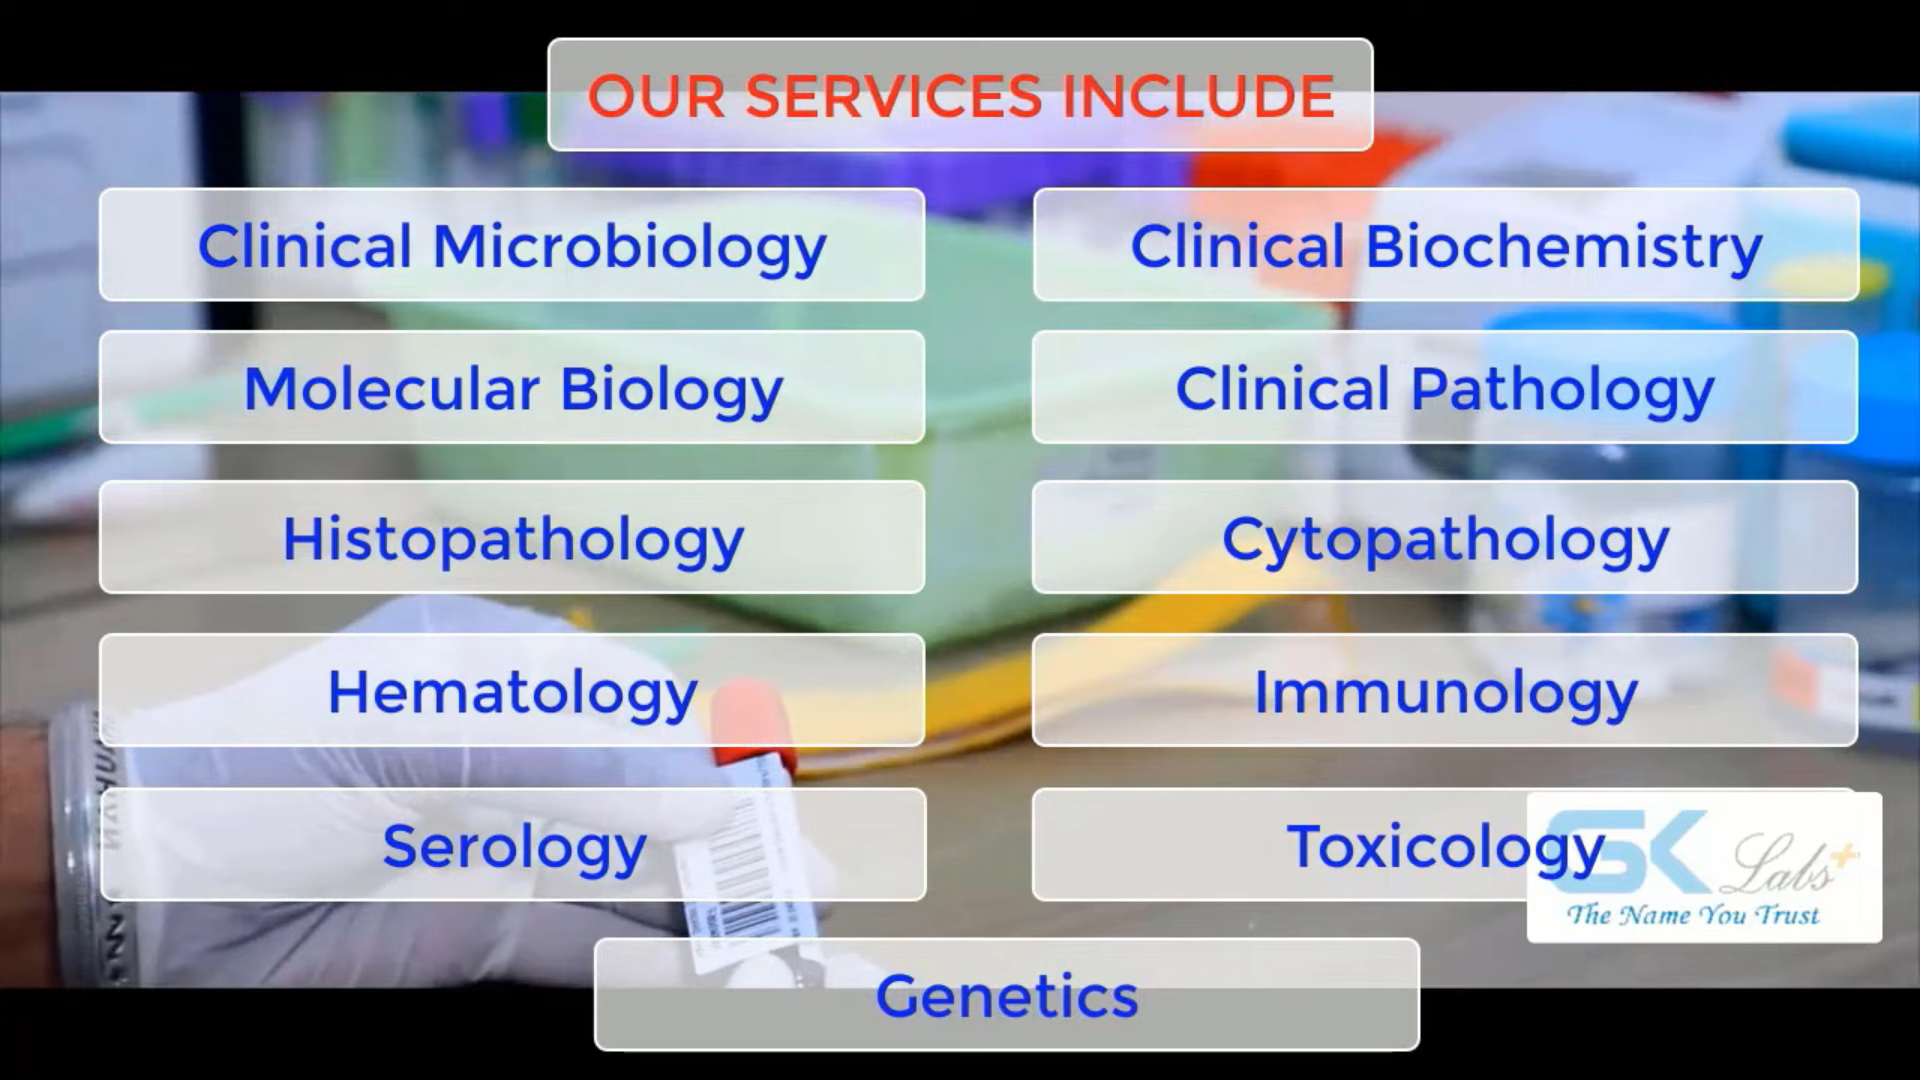 OUR SERVICES INCLUDE
Clinical Microbiology
Clinical Biochemistry
Molecular Biology
Clinical Pathology
Histopathology
Cytopathology
Hematology
Immunology
Serology
Toxicology
GK Labs+
The Name You Trust
Genetics